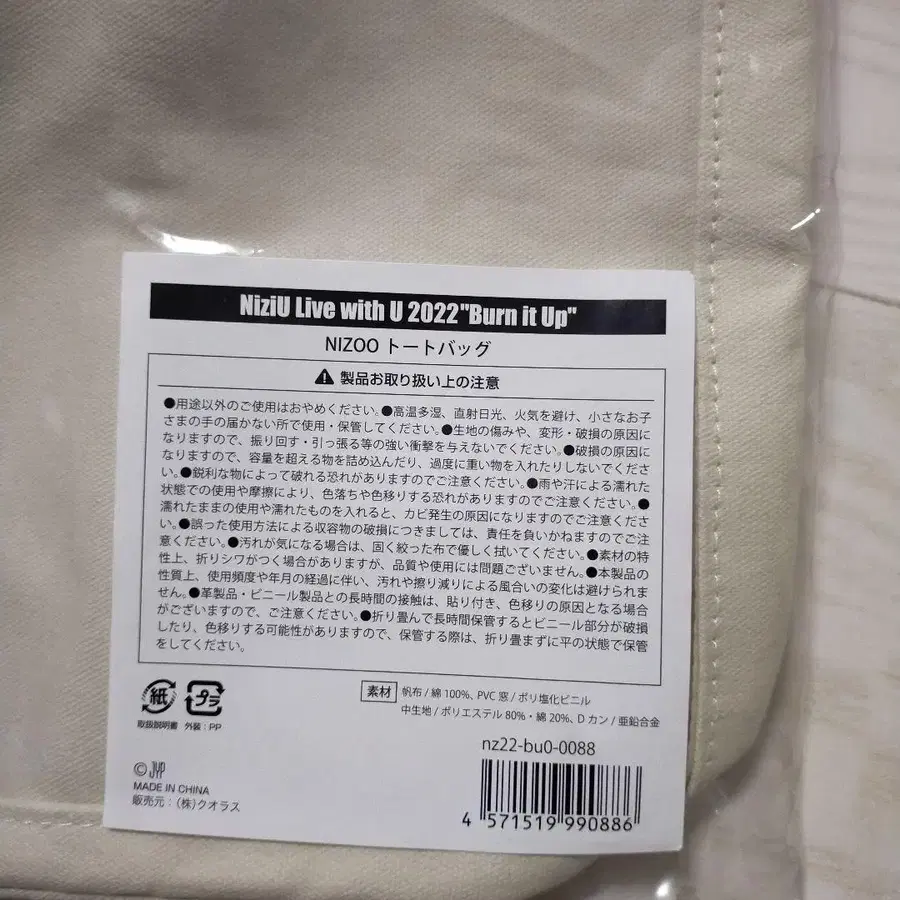 NiziU Live with U 2022"Burn it Up"
NIZOO トートバッグ
製品お取り扱い上の注意
●用途以外のご使用はおやめください。●高温多湿、直射日光、火気を避け、小さなお子
さまの手の届かない所で使用・保管してください。●生地の傷みや、変形・破損の原因に
なりますので、振り回す・引っ張る等の強い衝撃を与えないでください。●破損の原因に
なりますので、容量を超える物を詰め込んだり、過度に重い物を入れたりしないでくださ
い。●鋭利な物によって破れる恐れがありますのでご注意ください。●雨や汗による濡れた
状態での使用や摩擦により、色落ちや色移りする恐れがありますのでご注意ください。●
濡れたままの使用や濡れたものを入れると、カビ発生の原因になりますのでご注意くださ
い。●誤った使用方法による収容物の破損につきましては、責任を負いかねますのでご注
意ください。●汚れが気になる場合は、固く絞った布で優しく拭いてください。●素材の特
性上、折りシワがつく場合がありますが、品質や使用には問題ございません。●本製品の
性質上、使用頻度や年月の経過に伴い、汚れや擦り減りによる風合いの変化は避けられま
せん。●革製品・ビニール製品との長時間の接触は、貼り付き、色移りの原因となる場合
がございますので、ご注意ください。●折り畳んで長時間保管するとビニール部分が破損
したり、色移りする可能性がありますので、保管する際は、折り畳まずに平の状態で保管
をしてください。
紙 プラ
取扱説明書 外装：PP
素材 帆布/綿100%、PVC窓/ポリ塩化ビニル
中生地/ポリエステル80%・綿20%、Dカン/亜鉛合金
nz22-bu0-0088
©JYP
MADE IN CHINA
販売元：(株)クオラス
4 571519 990886